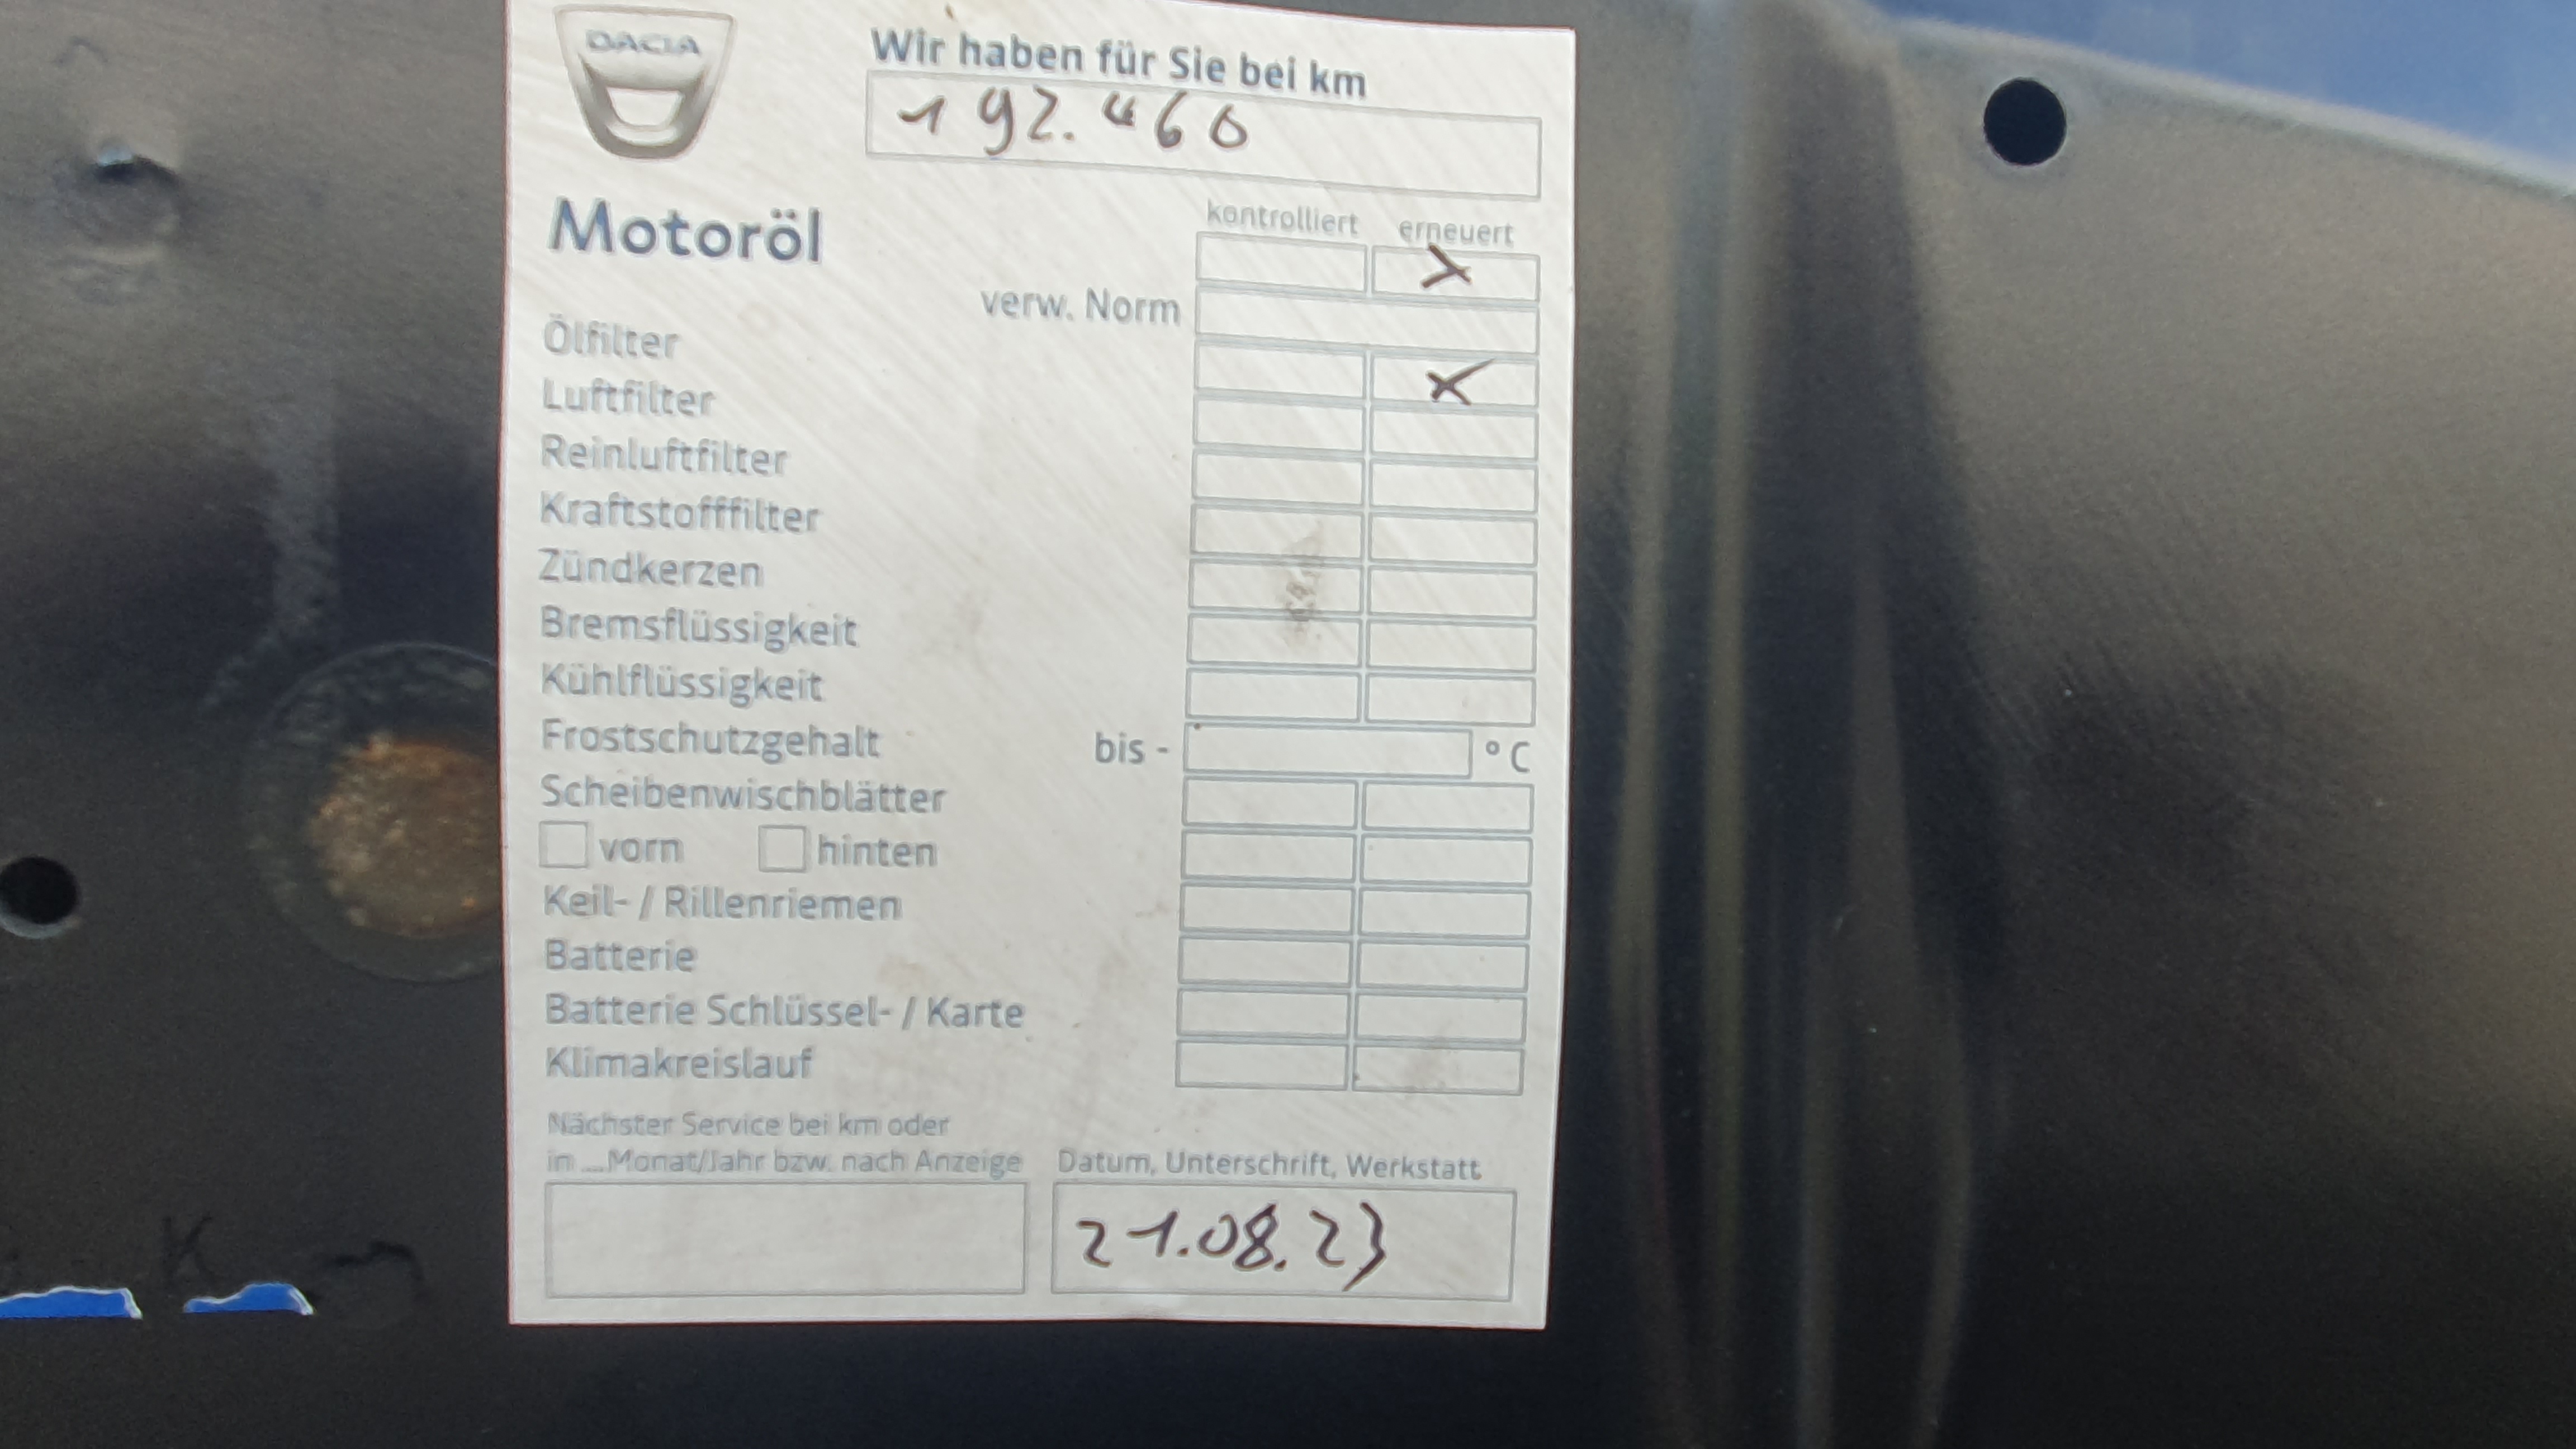 DACIA
Wir haben für Sie bei km
192.460
Motoröl
kontrolliert erneuert
verw. Norm
Ölfilter
Luftfilter
Reinluftfilter
Kraftstofffilter
Zündkerzen
Bremsflüssigkeit
Kühlflüssigkeit
Frostschutzgehalt bis - °C
Scheibenwischblätter
vorn hinten
Keil- / Rillenriemen
Batterie
Batterie Schlüssel- / Karte
Klimakreislauf
Nächster Service bei km oder
in ....Monat/Jahr bzw. nach Anzeige
Datum, Unterschrift, Werkstatt
21.08.23